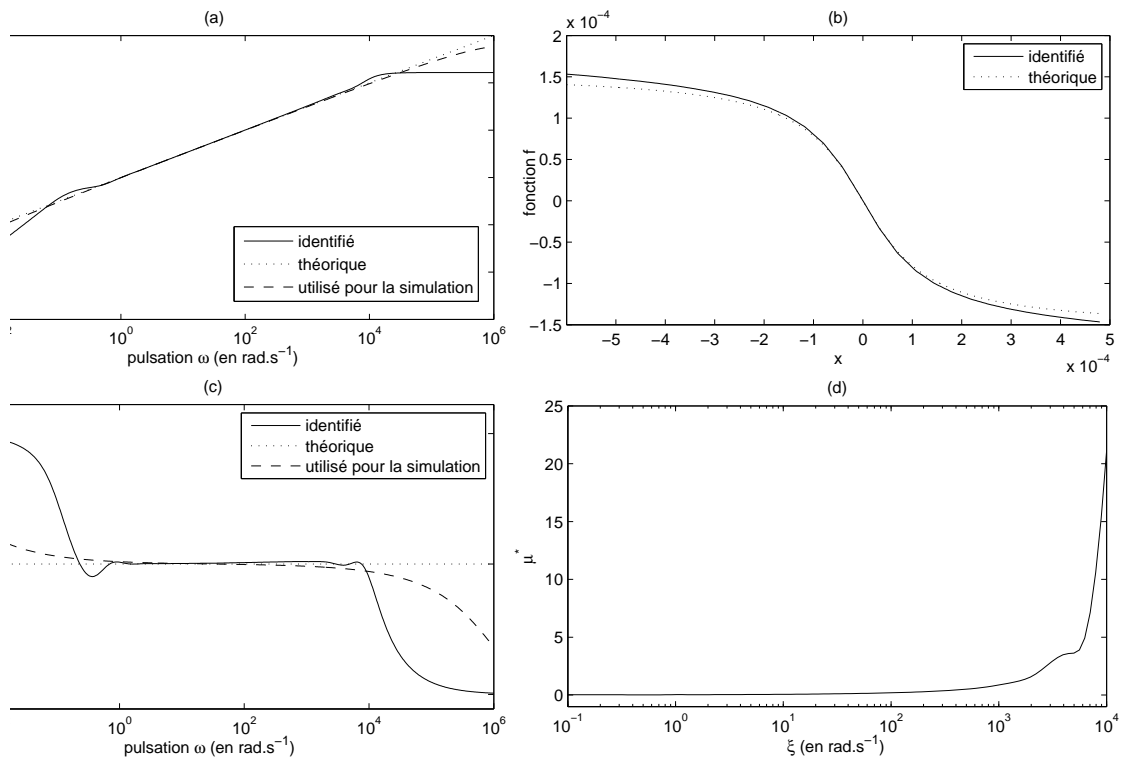 (a)
identifié
théorique
utilisé pour la simulation
10^0
10^2
10^4
10^6
pulsation ω (en rad.s^−1)
(b)
x 10^−4
2
1.5
1
0.5
0
−0.5
−1
−1.5
fonction f
identifié
théorique
−5
−4
−3
−2
−1
0
1
2
3
4
5
x
x 10^−4
(c)
identifié
théorique
utilisé pour la simulation
10^0
10^2
10^4
10^6
pulsation ω (en rad.s^−1)
(d)
25
20
15
10
5
0
μ*
10^−1
10^0
10^1
10^2
10^3
10^4
ξ (en rad.s^−1)